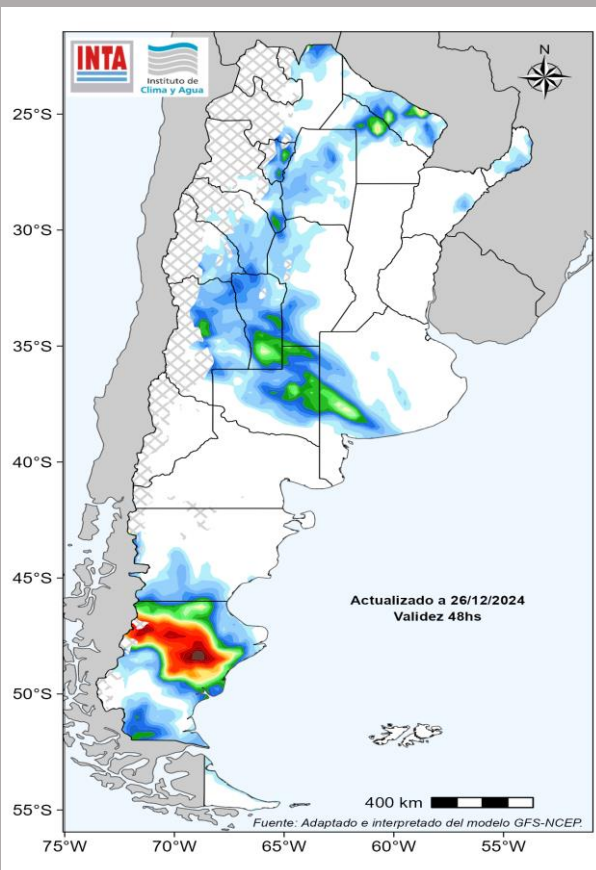 INTA
Instituto de
Clima y Agua
N
25°S
30°S
35°S
40°S
45°S
50°S
55°S
Actualizado a 26/12/2024
Validez 48hs
400 km
Fuente: Adaptado e interpretado del modelo GFS-NCEP.
75°W 70°W 65°W 60°W 55°W